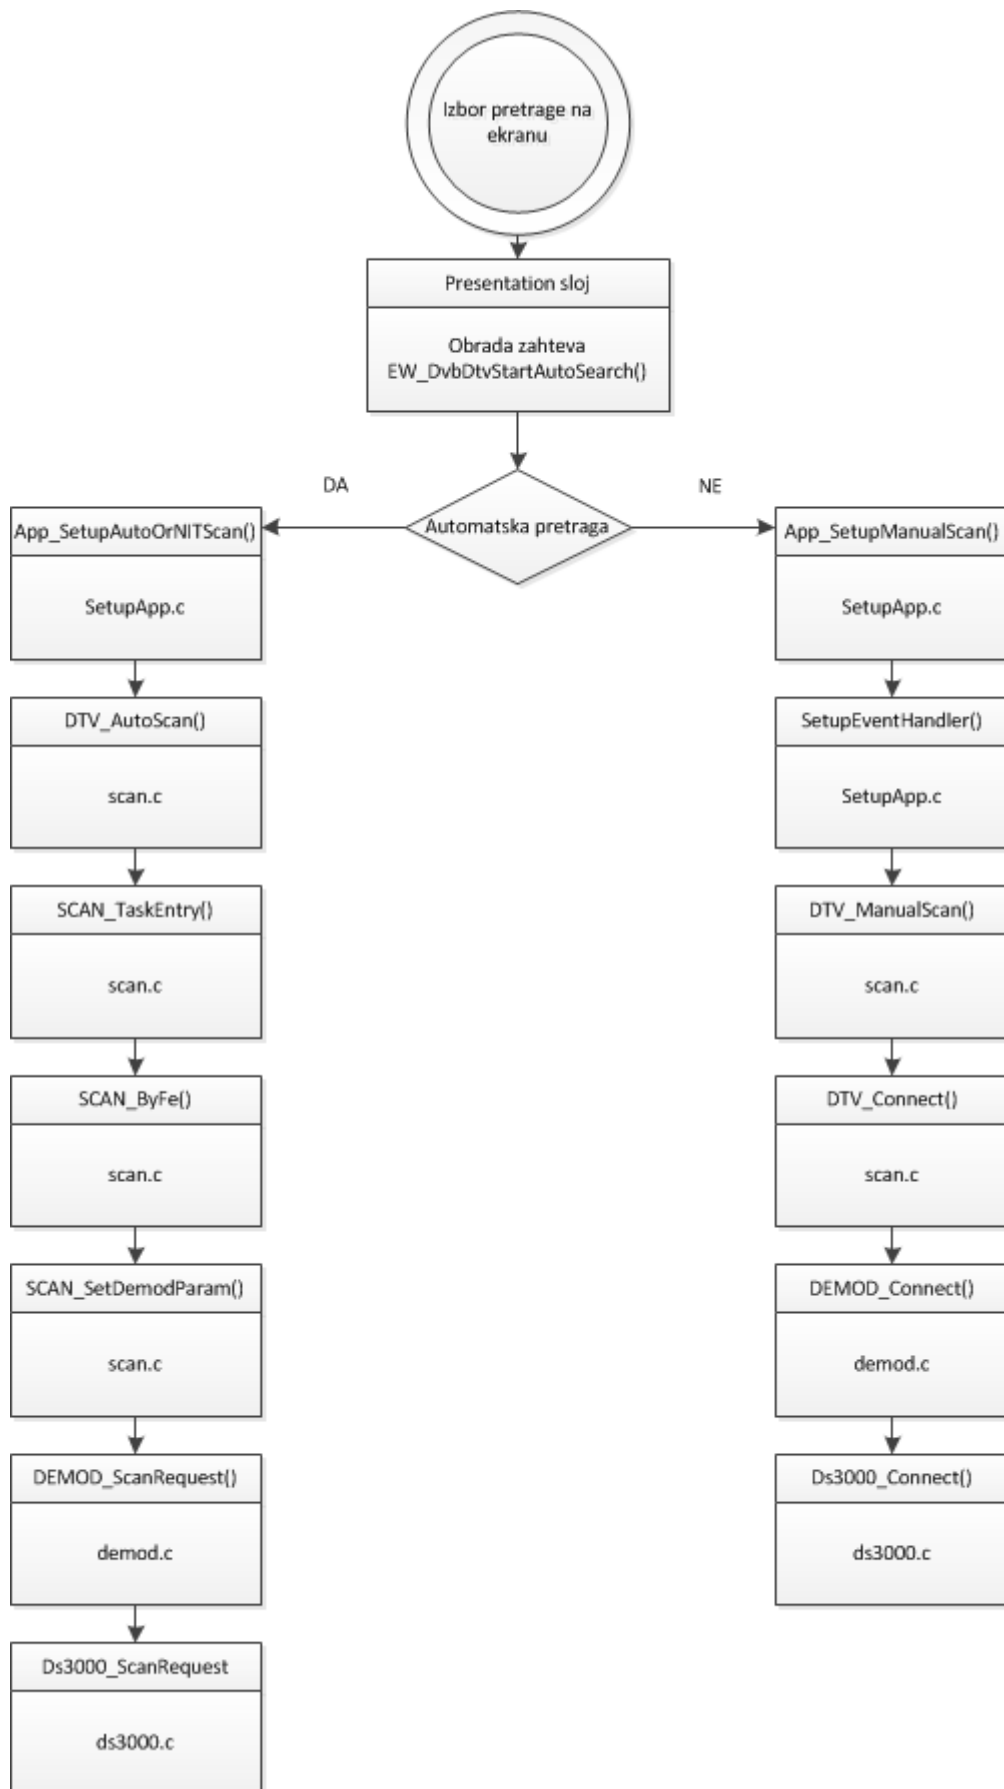 Izbor pretrage na
ekranu
Presentation sloj
Obrada zahteva
EW_DvbDtvStartAutoSearch()
DA
NE
Automatska pretraga
App_SetupAutoOrNITScan()
SetupApp.c
DTV_AutoScan()
scan.c
SCAN_TaskEntry()
scan.c
SCAN_ByFe()
scan.c
SCAN_SetDemodParam()
scan.c
DEMOD_ScanRequest()
demod.c
Ds3000_ScanRequest
ds3000.c
App_SetupManualScan()
SetupApp.c
SetupEventHandler()
SetupApp.c
DTV_ManualScan()
scan.c
DTV_Connect()
scan.c
DEMOD_Connect()
demod.c
Ds3000_Connect()
ds3000.c